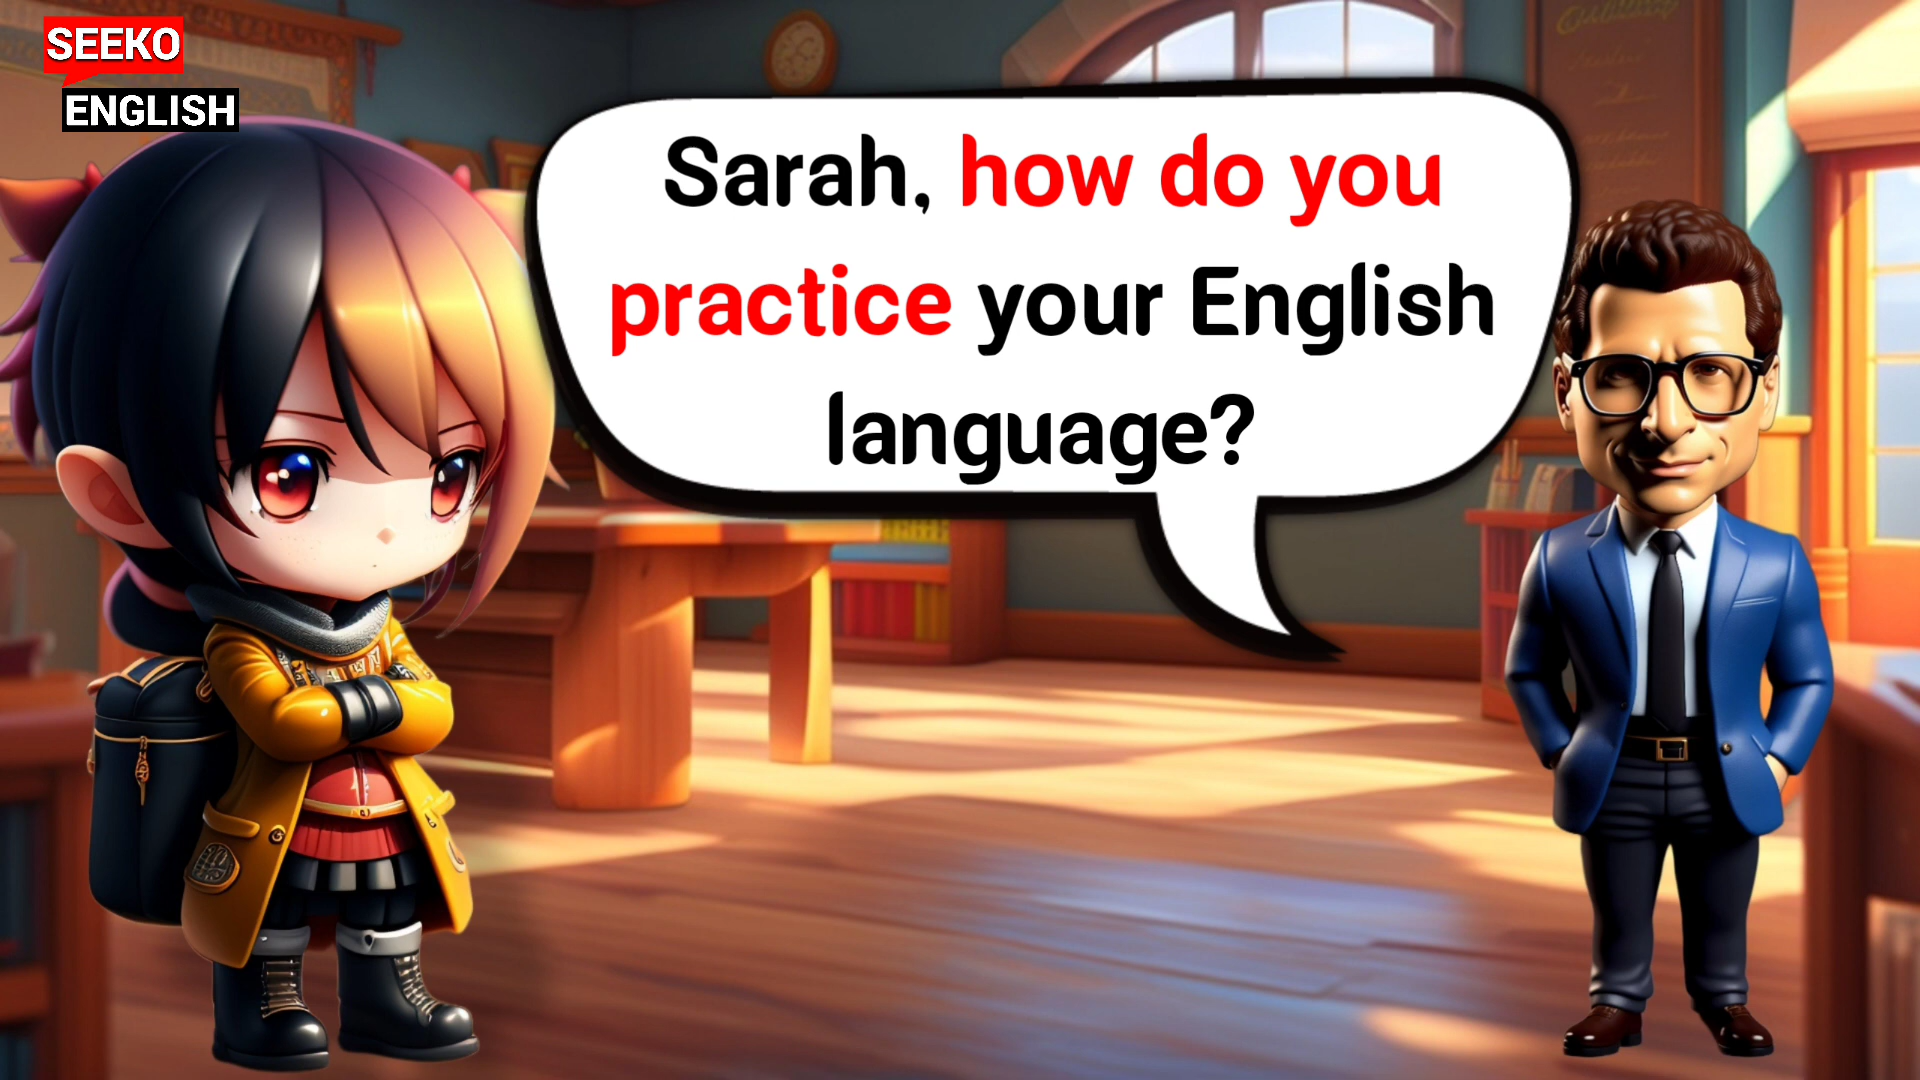 SEEKO
ENGLISH
Sarah, how do you
practice your English
language?